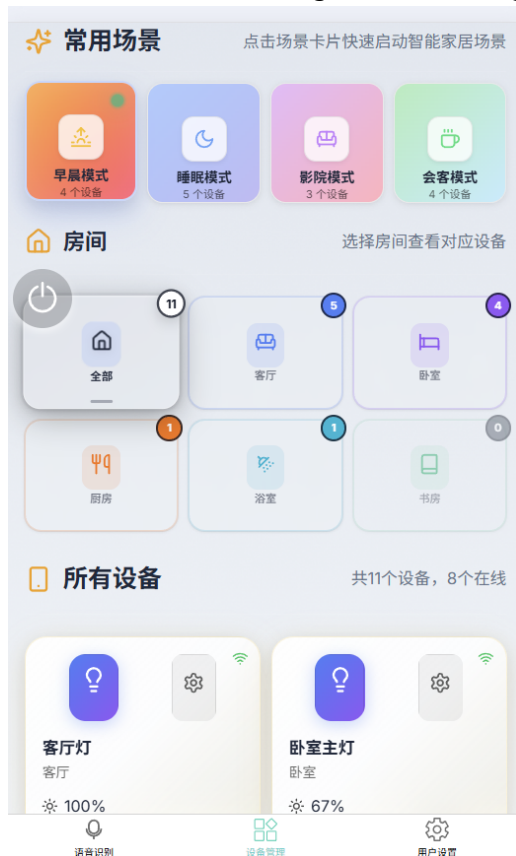 常用场景 点击场景卡片快速启动智能家居场景
早晨模式 睡眠模式 影院模式 会客模式
4 个设备 5 个设备 3 个设备 4 个设备
房间 选择房间查看对应设备
11 5 4
全部 客厅 卧室
1 1 0
厨房 浴室 书房
所有设备 共11个设备，8个在线
客厅灯 卧室主灯
客厅 卧室
100% 67%
语音识别 设备管理 用户设置